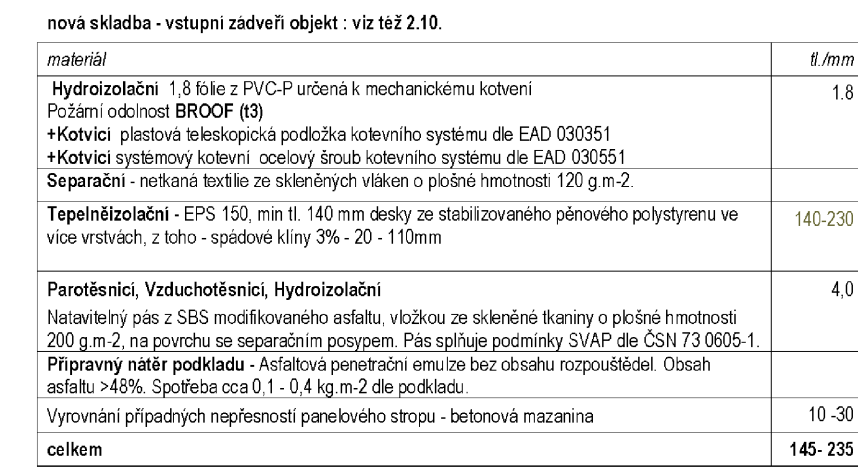 nová skladba - vstupní zádveří objekt : viz též 2.10.
materiál tl./mm
Hydroizolační 1,8 fólie z PVC-P určená k mechanickému kotvení 1.8
Požární odolnost BROOF (t3)
+Kotvicí plastová teleskopická podložka kotevního systému dle EAD 030351
+Kotvicí systémový kotevní ocelový šroub kotevního systému dle EAD 030551
Separační - netkaná textilie ze skleněných vláken o plošné hmotnosti 120 g.m-2.
Tepelněizolační - EPS 150, min tl. 140 mm desky ze stabilizovaného pěnového polystyrenu ve 140-230
více vrstvách, z toho - spádové klíny 3% - 20 - 110mm
Parotěsnicí, Vzduchotěsnicí, Hydroizolační 4,0
Natavitelný pás z SBS modifikovaného asfaltu, vložkou ze skleněné tkaniny o plošné hmotnosti
200 g.m-2, na povrchu se separačním posypem. Pás splňuje podmínky SVAP dle ČSN 73 0605-1.
Přípravný nátěr podkladu - Asfaltová penetrační emulze bez obsahu rozpouštědel. Obsah
asfaltu >48%. Spotřeba cca 0,1 - 0,4 kg.m-2 dle podkladu.
Vyrovnání případných nepřesností panelového stropu - betonová mazanina 10 -30
celkem 145- 235